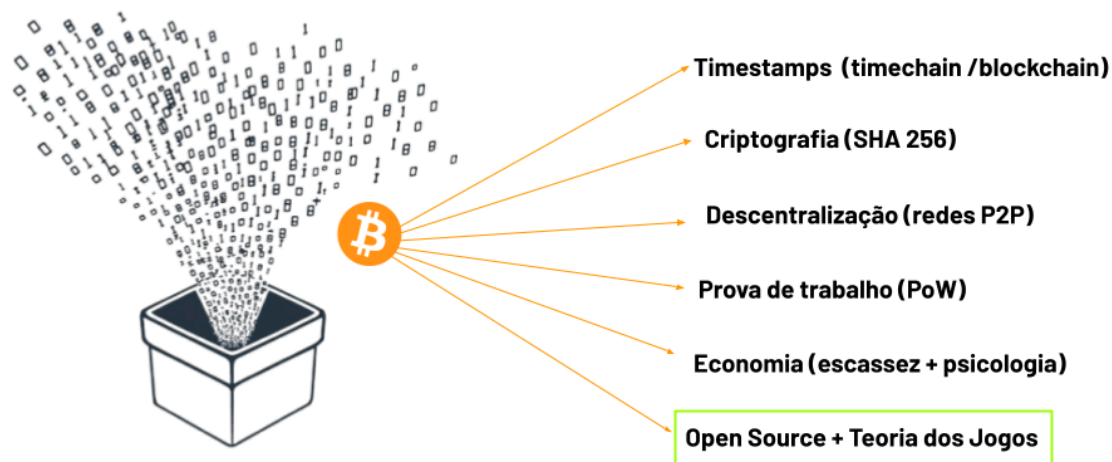 Timestamps (timechain /blockchain)
Criptografia (SHA 256)
Descentralização (redes P2P)
Prova de trabalho (PoW)
Economia (escassez + psicologia)
Open Source + Teoria dos Jogos